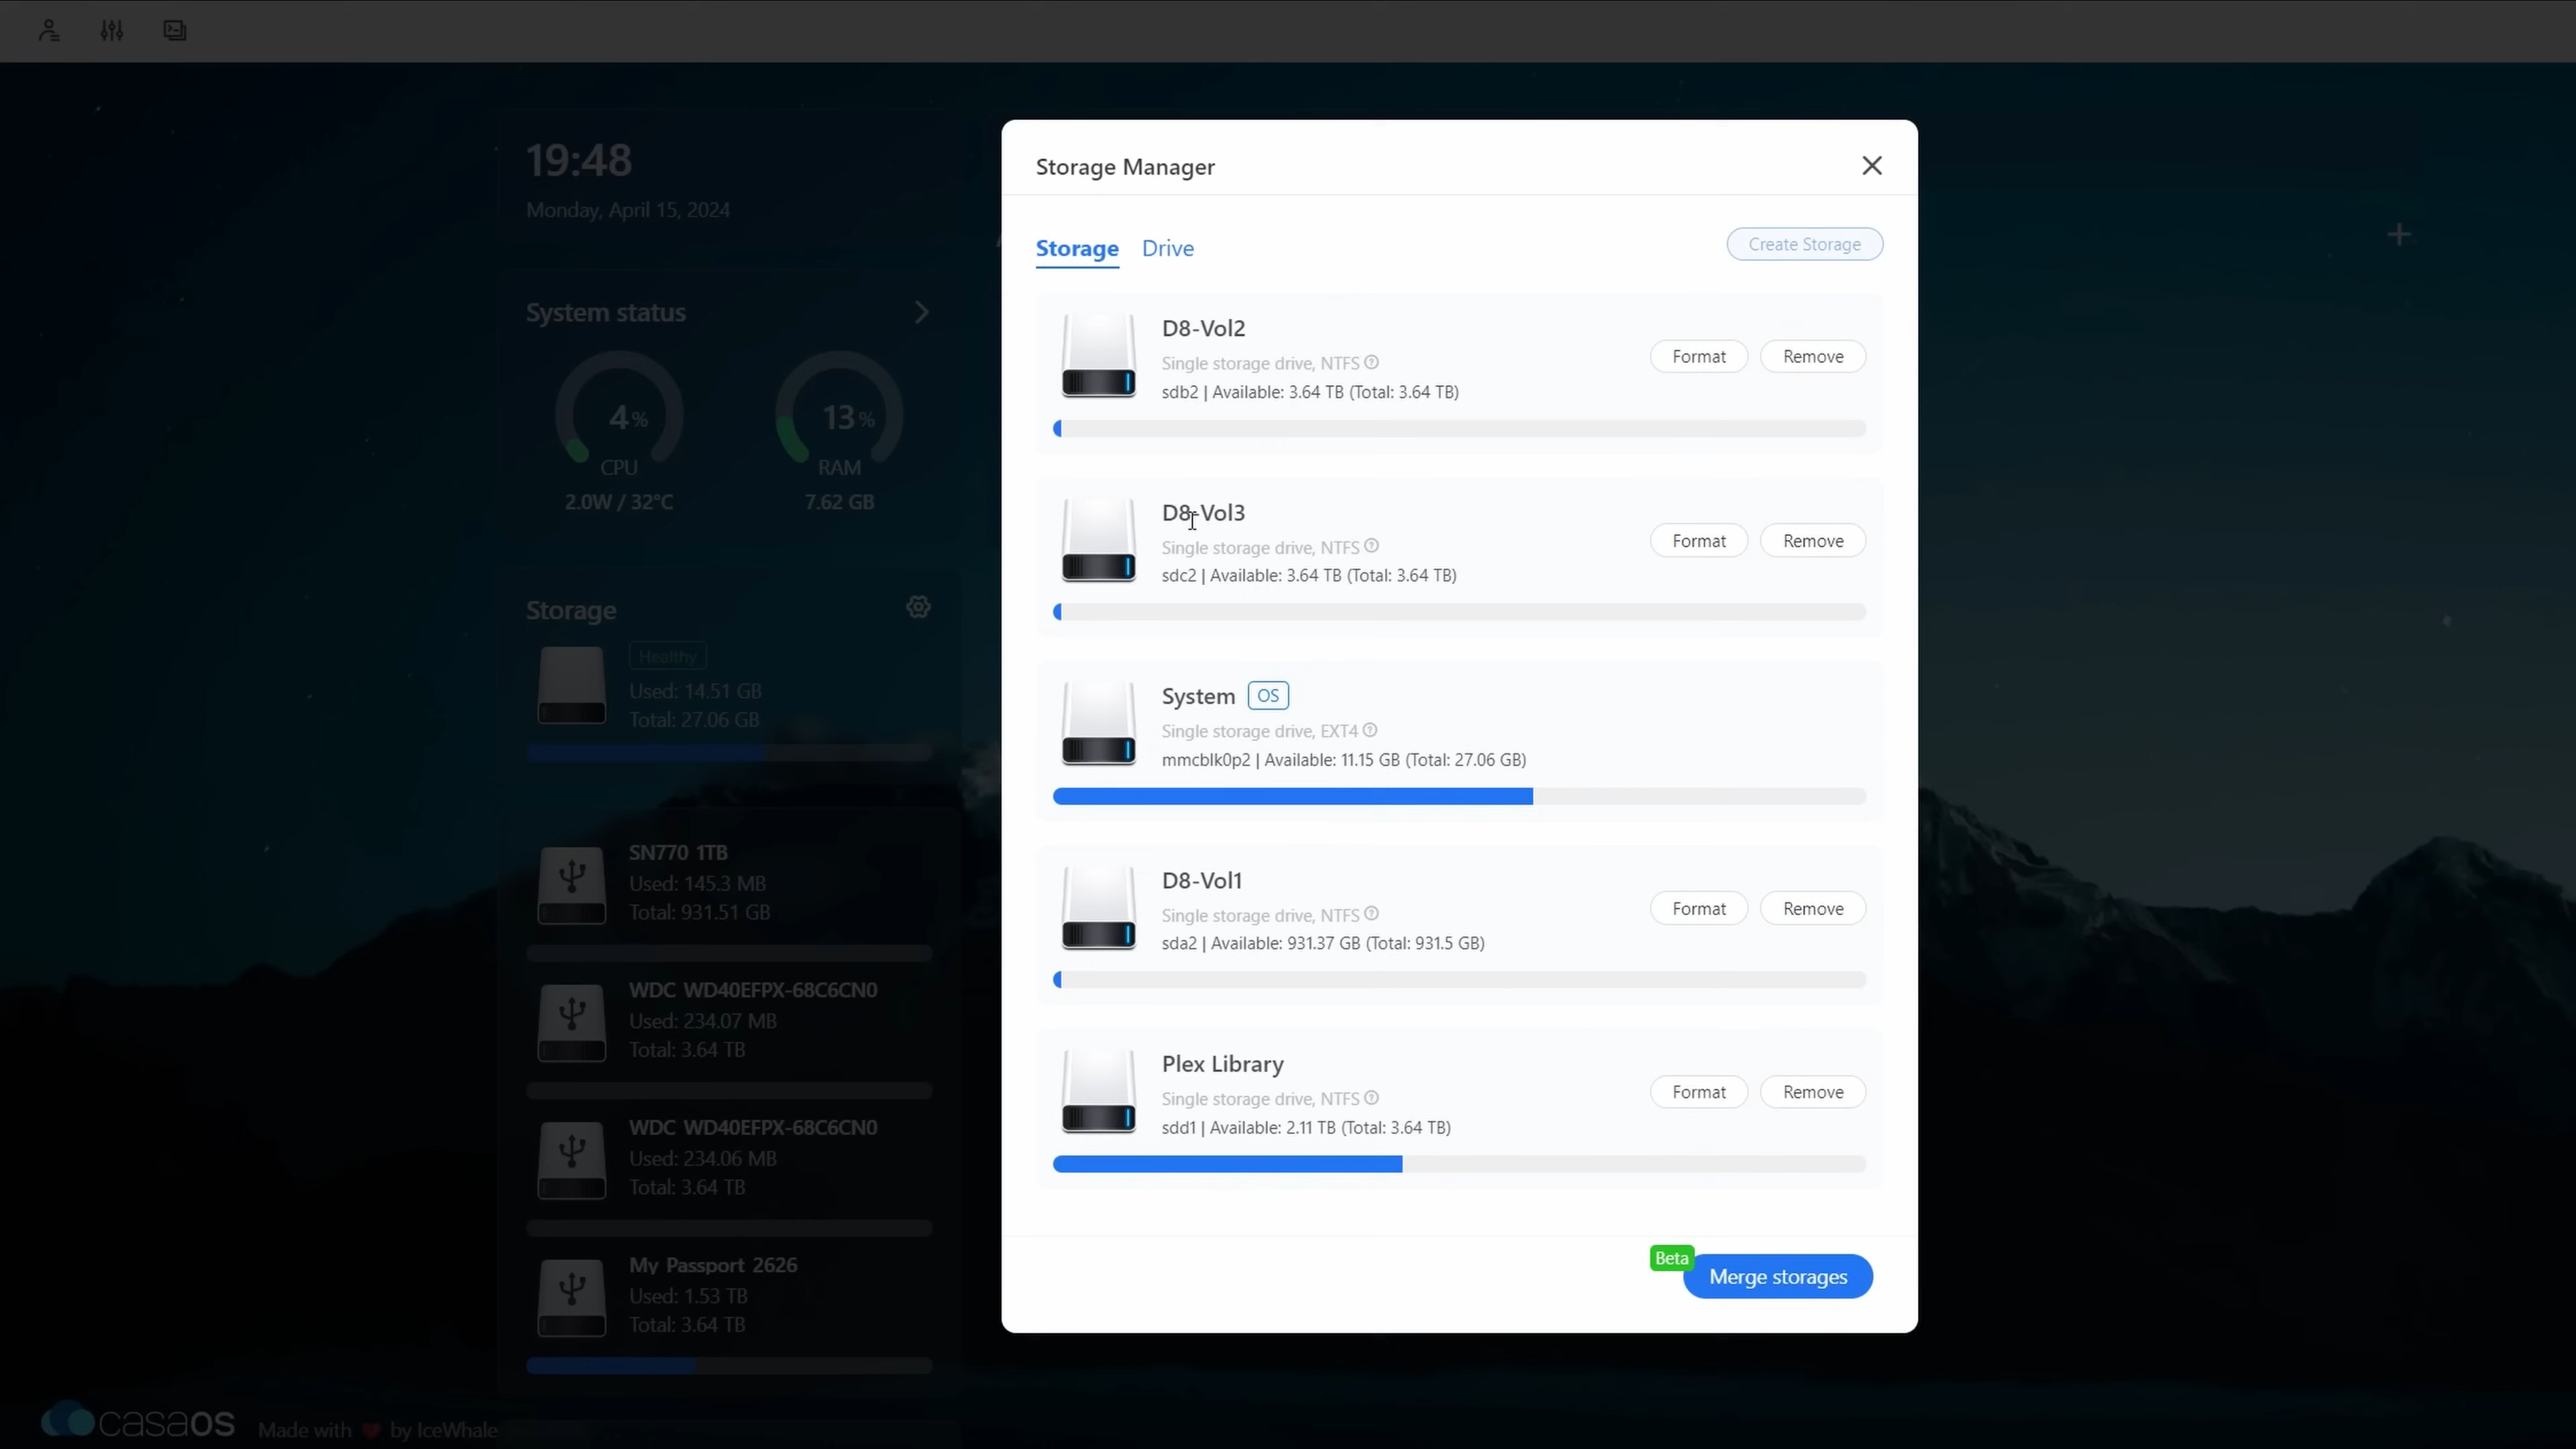 19:48
Monday, April 15, 2024
System status
4%
CPU
2.0W / 32°C
13%
RAM
7.62 GB
Storage
Healthy
Used: 14.51 GB
Total: 27.06 GB
SN770 1TB
Used: 145.3 MB
Total: 931.51 GB
WDC WD40EFPX-68C6CN0
Used: 234.07 MB
Total: 3.64 TB
WDC WD40EFPX-68C6CN0
Used: 234.06 MB
Total: 3.64 TB
My Passport 2626
Used: 1.53 TB
Total: 3.64 TB
casaOS
Made with ❤ by IceWhale
Storage Manager
Storage Drive
Create Storage
D8-Vol2
Single storage drive, NTFS
sdb2 | Available: 3.64 TB (Total: 3.64 TB)
Format Remove
D8-Vol3
Single storage drive, NTFS
sdc2 | Available: 3.64 TB (Total: 3.64 TB)
Format Remove
System OS
Single storage drive, EXT4
mmcblk0p2 | Available: 11.15 GB (Total: 27.06 GB)
D8-Vol1
Single storage drive, NTFS
sda2 | Available: 931.37 GB (Total: 931.5 GB)
Format Remove
Plex Library
Single storage drive, NTFS
sdd1 | Available: 2.11 TB (Total: 3.64 TB)
Format Remove
Beta
Merge storages